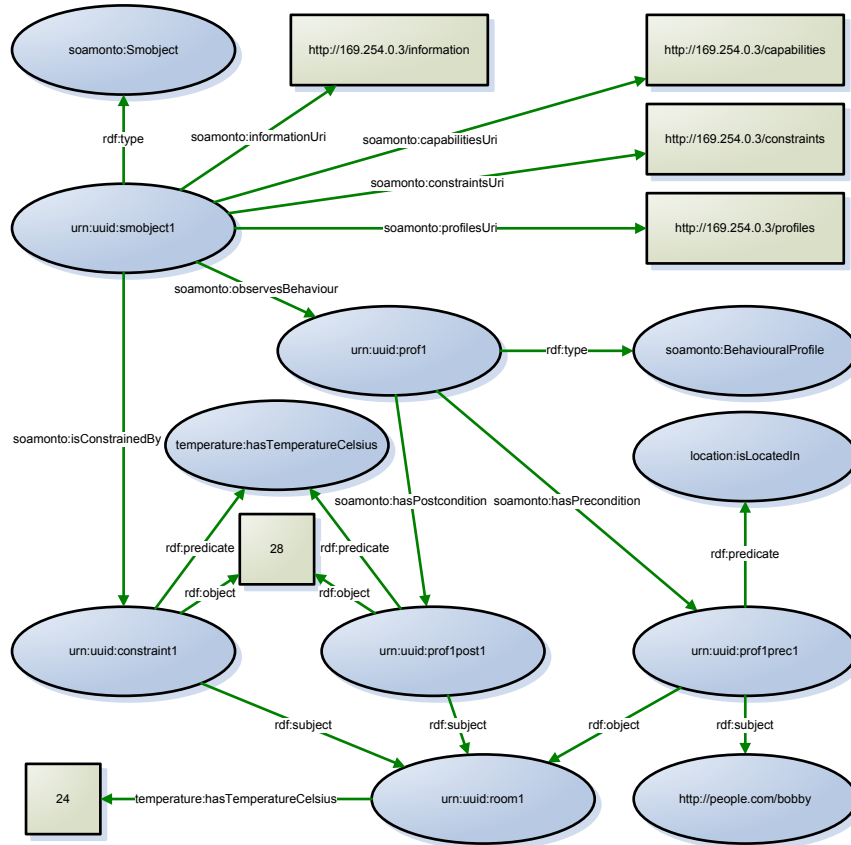 soamonto:Smobject
http://169.254.0.3/information
http://169.254.0.3/capabilities
rdf:type
soamonto:informationUri
soamonto:capabilitiesUri
http://169.254.0.3/constraints
soamonto:constraintsUri
urn:uuid:smobject1
soamonto:profilesUri
http://169.254.0.3/profiles
soamonto:observesBehaviour
urn:uuid:prof1
rdf:type
soamonto:BehaviouralProfile
soamonto:isConstrainedBy
temperature:hasTemperatureCelsius
location:isLocatedIn
soamonto:hasPostcondition
soamonto:hasPrecondition
rdf:predicate
28
rdf:predicate
rdf:predicate
rdf:object
rdf:object
urn:uuid:constraint1
urn:uuid:prof1post1
urn:uuid:prof1prec1
rdf:subject
rdf:subject
rdf:object
rdf:subject
24
temperature:hasTemperatureCelsius
urn:uuid:room1
http://people.com/bobby